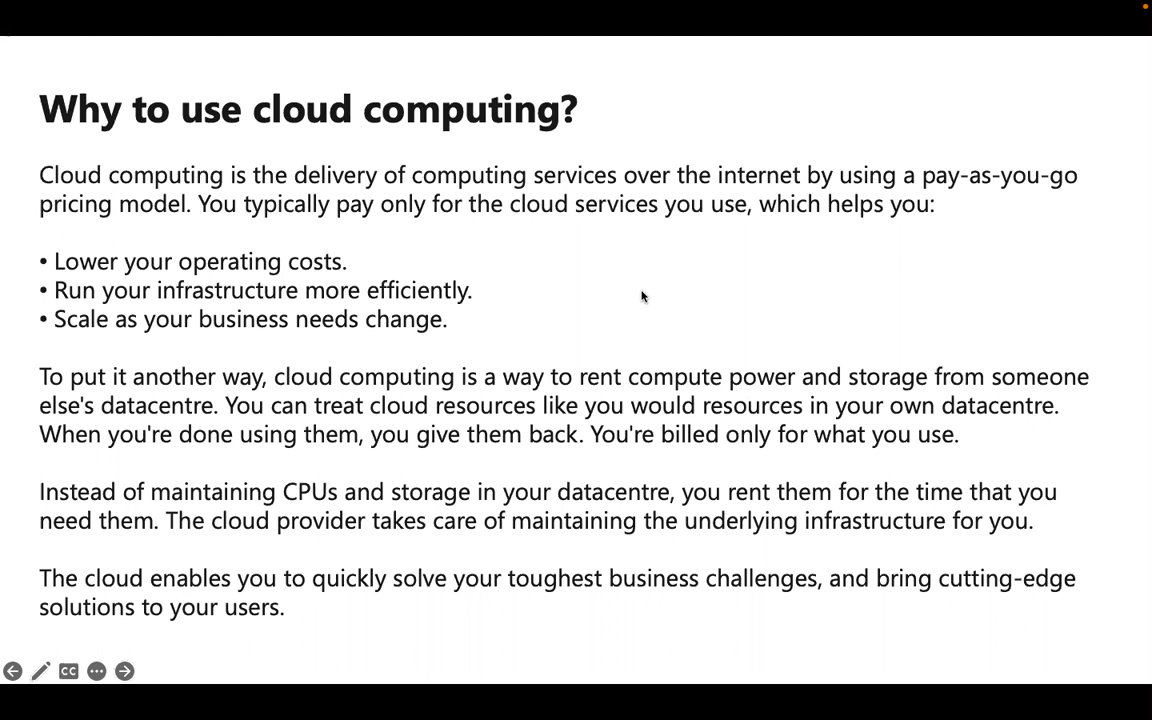 Why to use cloud computing?
Cloud computing is the delivery of computing services over the internet by using a pay-as-you-go
pricing model. You typically pay only for the cloud services you use, which helps you:
• Lower your operating costs.
• Run your infrastructure more efficiently.
• Scale as your business needs change.
To put it another way, cloud computing is a way to rent compute power and storage from someone
else's datacentre. You can treat cloud resources like you would resources in your own datacentre.
When you're done using them, you give them back. You're billed only for what you use.
Instead of maintaining CPUs and storage in your datacentre, you rent them for the time that you
need them. The cloud provider takes care of maintaining the underlying infrastructure for you.
The cloud enables you to quickly solve your toughest business challenges, and bring cutting-edge
solutions to your users.
CC